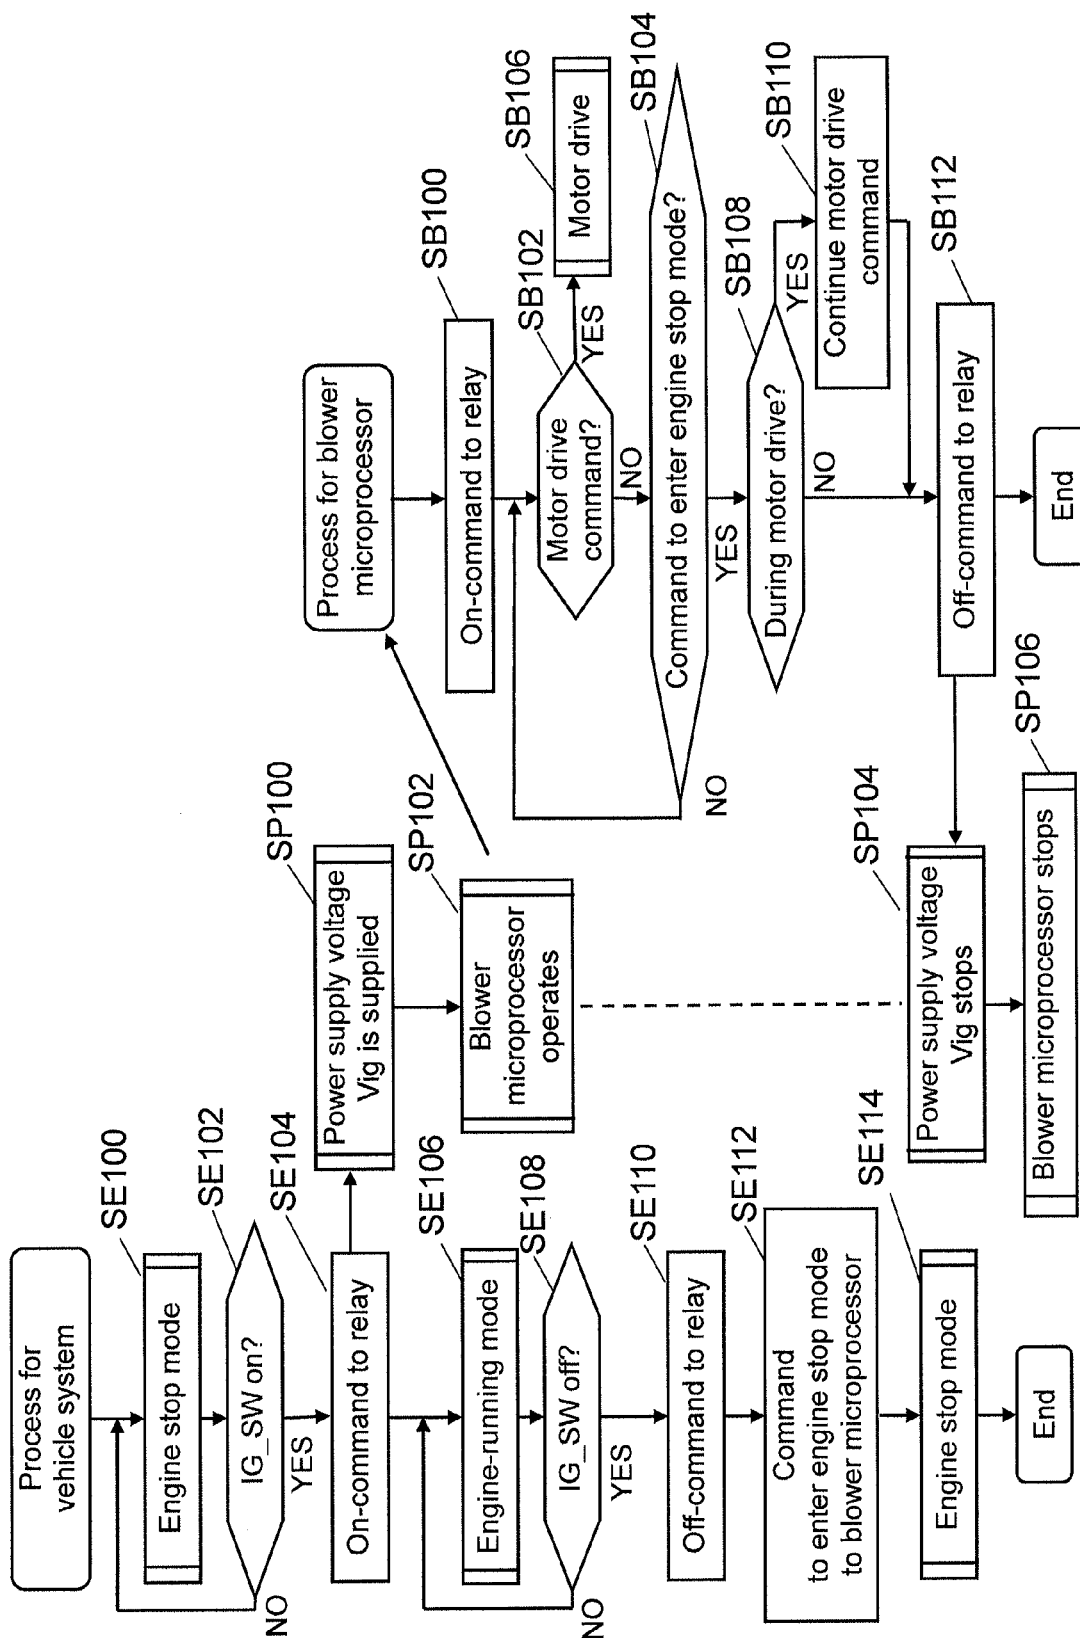 Process for
vehicle system
SE100
Engine stop mode
SE102
IG_SW on?
NO
YES
SE104
On-command to relay
SE106
Engine-running mode
SE108
IG_SW off?
NO
YES
SE110
Off-command to relay
SE112
Command
to enter engine stop mode
to blower microprocessor
SE114
Engine stop mode
End
SP100
Power supply voltage
Vig is supplied
SP102
Blower
microprocessor
operates
SP104
Power supply voltage
Vig stops
SP106
Blower microprocessor stops
Process for blower
microprocessor
SB100
On-command to relay
SB102
Motor drive
command?
YES
NO
SB106
Motor drive
SB104
Command to enter engine stop mode?
NO
YES
SB108
During motor drive?
YES
NO
SB110
Continue motor drive
command
SB112
Off-command to relay
End